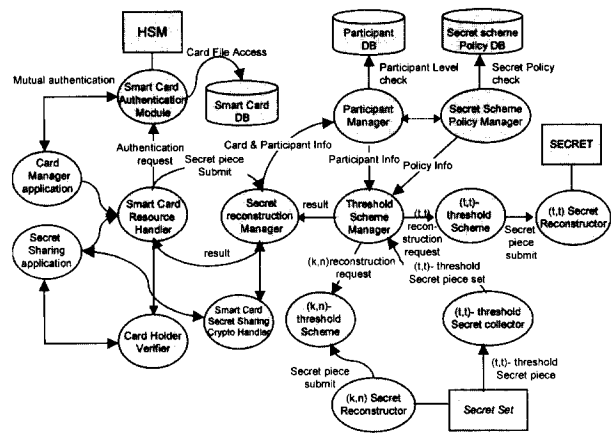 HSM
Participant
DB
Secret scheme
Policy DB
Card File Access
Mutual authentication
Smart Card
Authentication
Module
Smart Card
DB
Participant Level
check
Secret Policy
check
Participant
Manager
Secret Scheme
Policy Manager
SECRET
Card
Manager
application
Authentication
request
Secret piece
Submit
Card & Participant Info
Participant Info
Policy Info
Smart Card
Resource
Handler
Secret
reconstruction
Manager
result
Threshold
Scheme
Manager
(t,t)
recon-
struction
request
(t,t)-
threshold
Scheme
Secret
piece
submit
(t,t) Secret
Reconstructor
Secret
Sharing
application
result
(k,n)reconstruction
request
(t,t)- threshold
Secret piece set
Smart Card
Secret Sharing
Crypto Handler
(k,n)-
threshold
Scheme
(t,t)- threshold
Secret collector
Card Holder
Verifier
Secret piece
submit
(t,t)- threshold
Secret piece
(k,n) Secret
Reconstructor
Secret Set